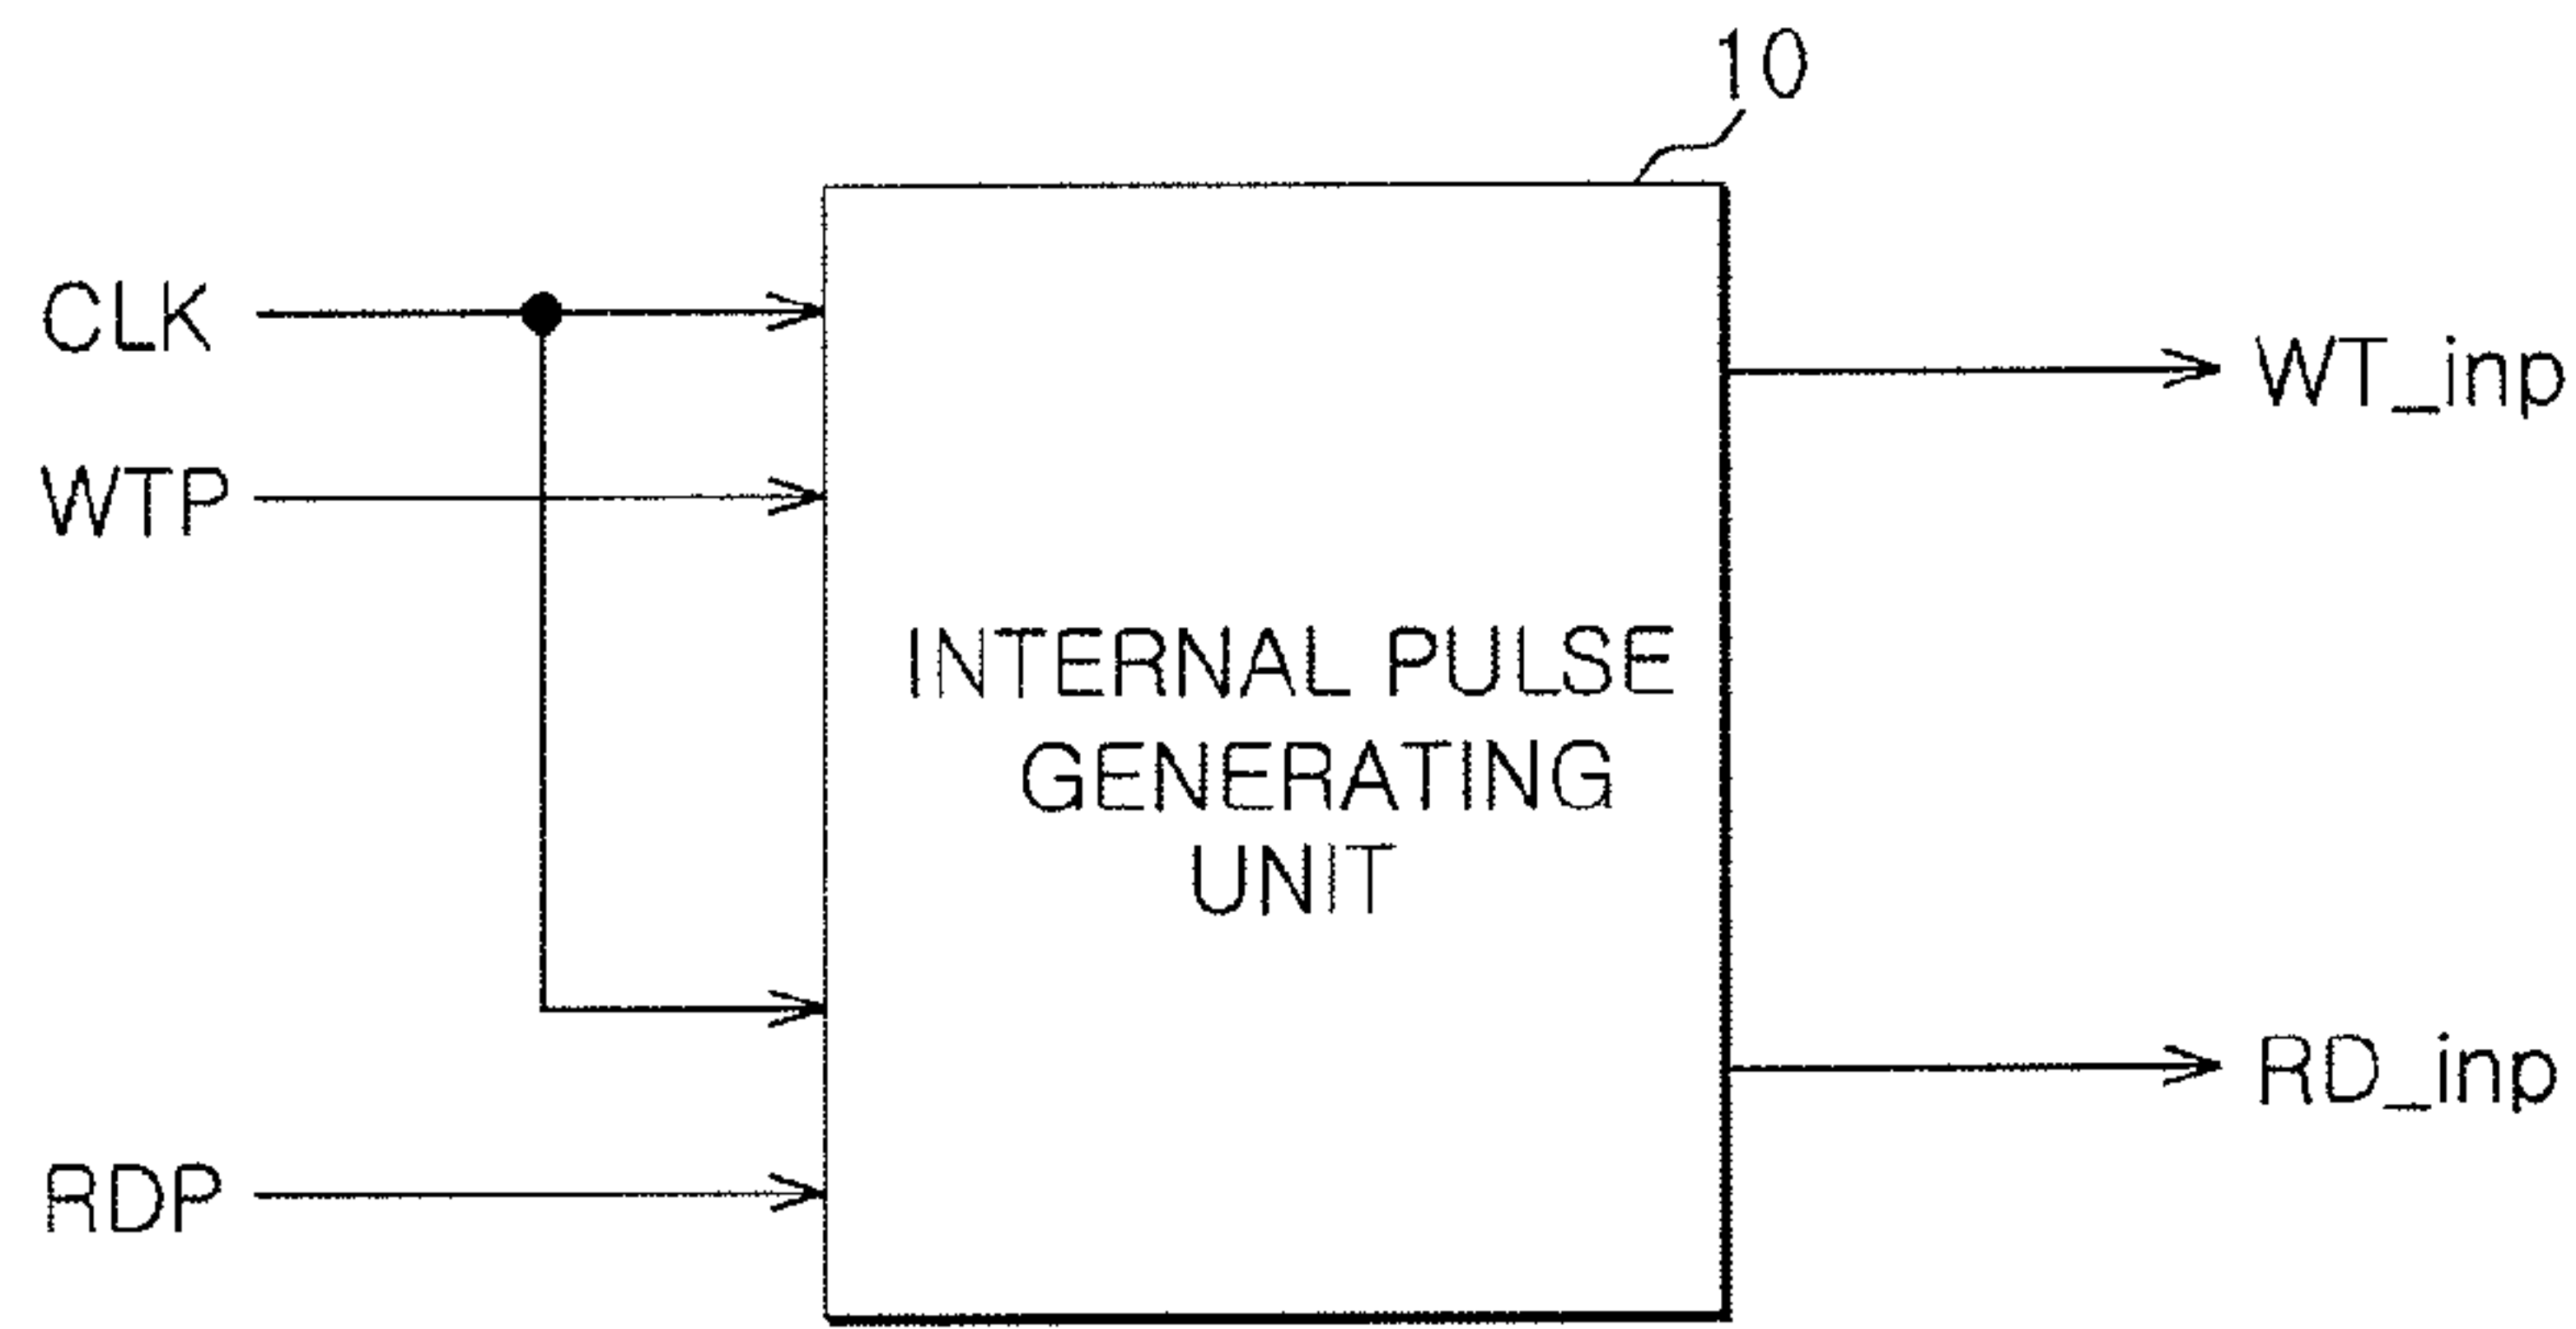 10
CLK
WT_inp
WTP
INTERNAL PULSE
GENERATING
UNIT
RD_inp
RDP